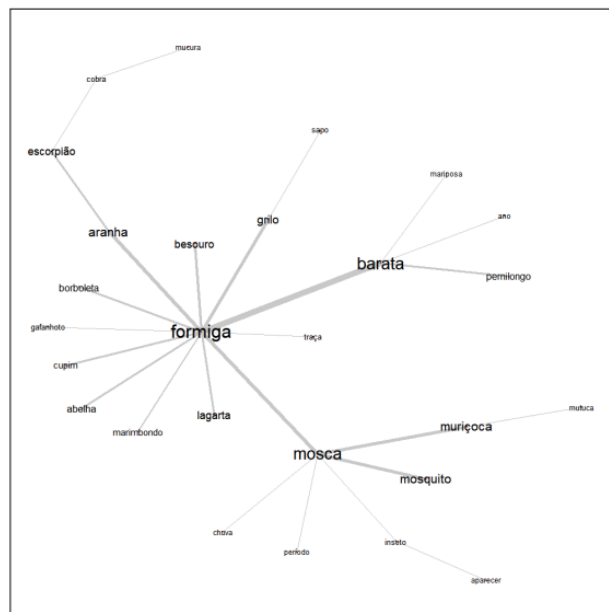 mucura
cobra
sapo
escorpião
mariposa
ano
grilo
aranha
besouro
barata
pernilongo
borboleta
gafanhoto
formiga
traça
cupim
abelha
lagarta
mutuca
marimbondo
muriçoca
mosca
mosquito
chuva
período
inseto
aparecer